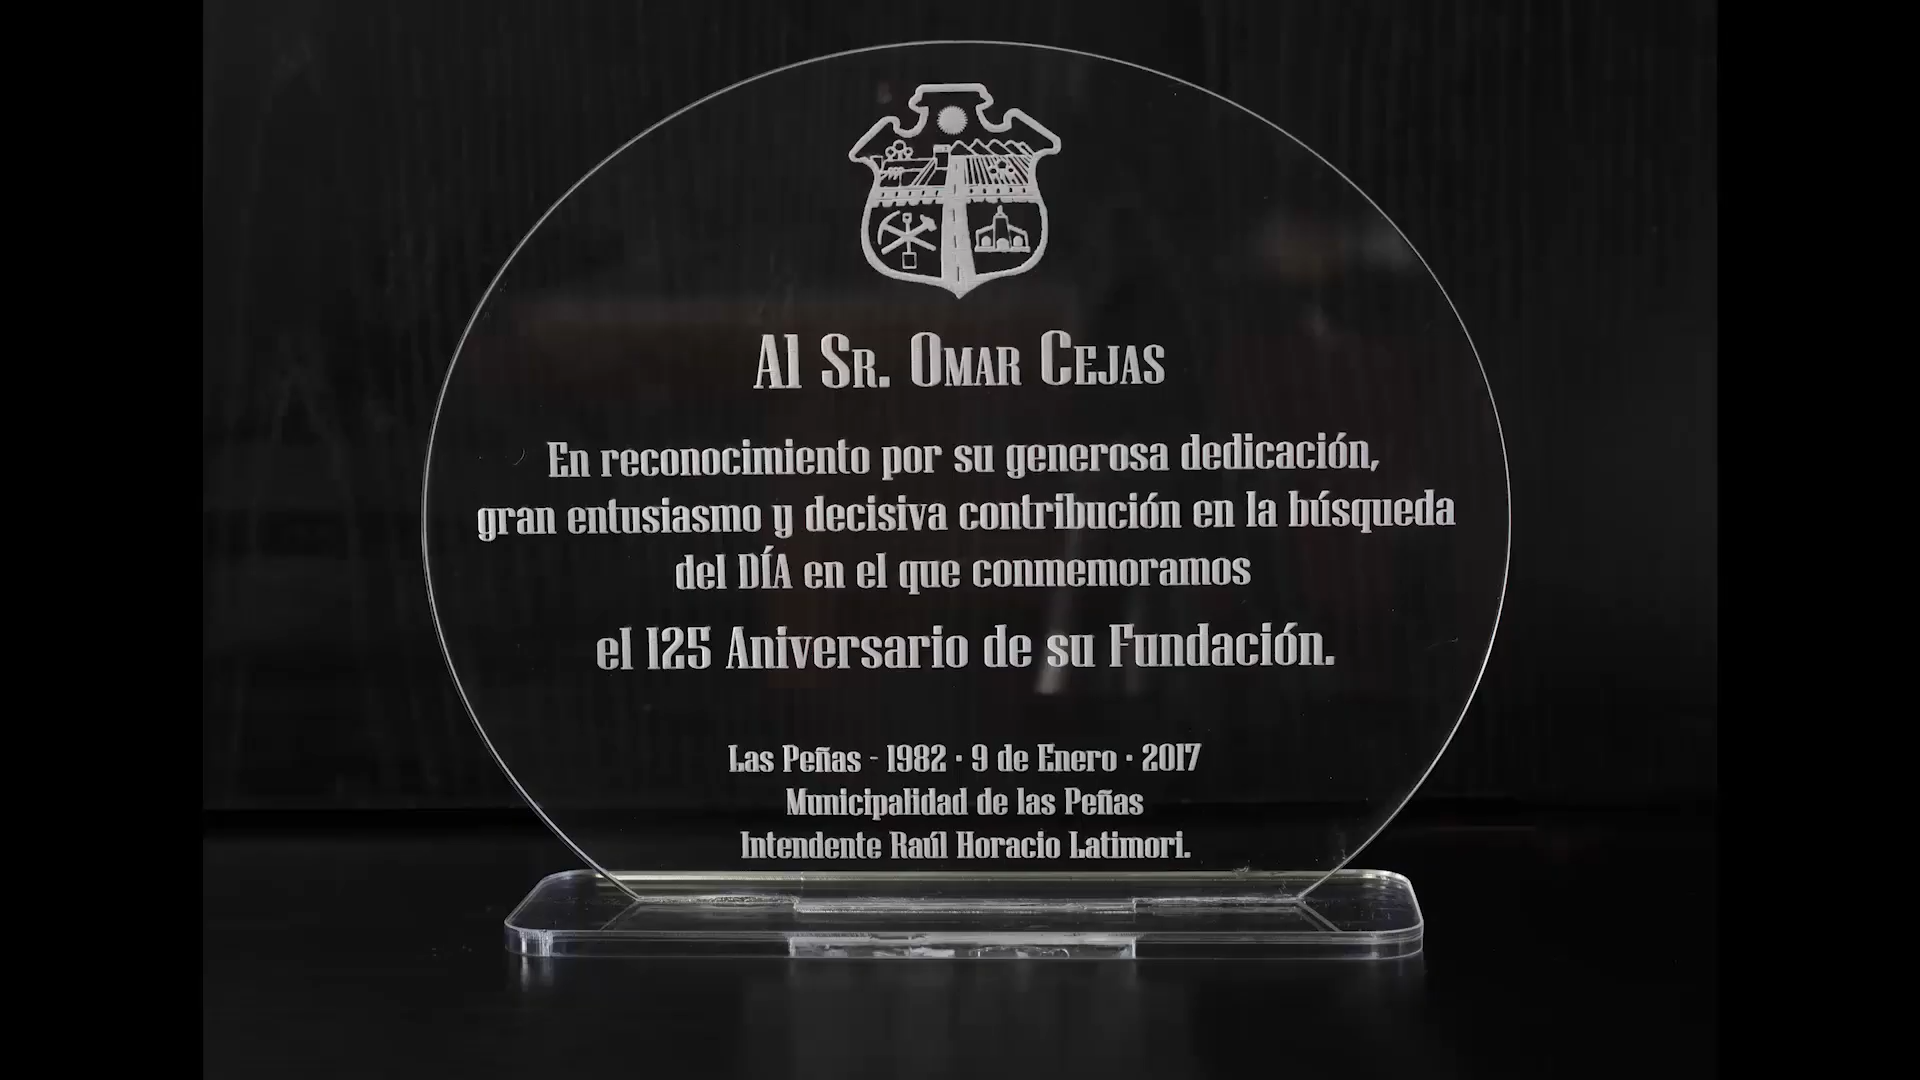 Al Sr. Omar Cejas
En reconocimiento por su generosa dedicación,
gran entusiasmo y decisiva contribución en la búsqueda
del DÍA en el que conmemoramos
el 125 Aniversario de su Fundación.
Las Peñas - 1982 · 9 de Enero · 2017
Municipalidad de las Peñas
Intendente Raúl Horacio Latimori.